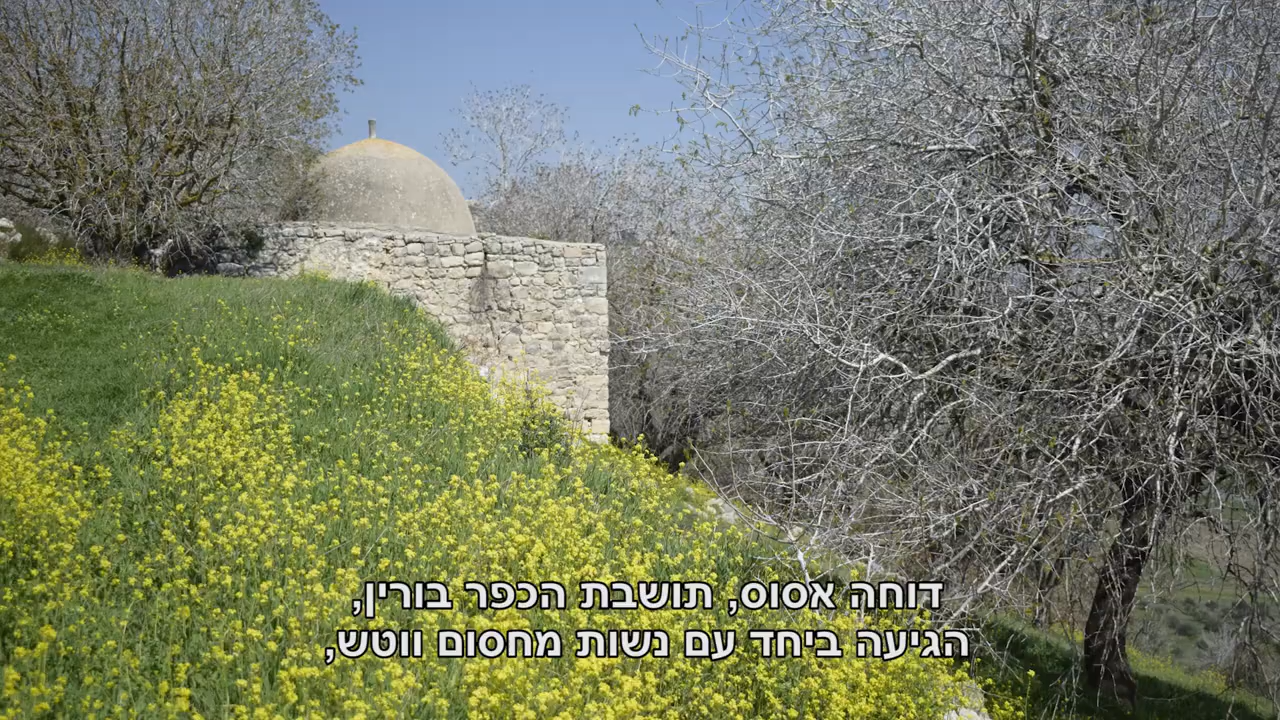 דוחה אסוס, תושבת הכפר בורין,
הגיעה ביחד עם נשות מחסום ווטש,